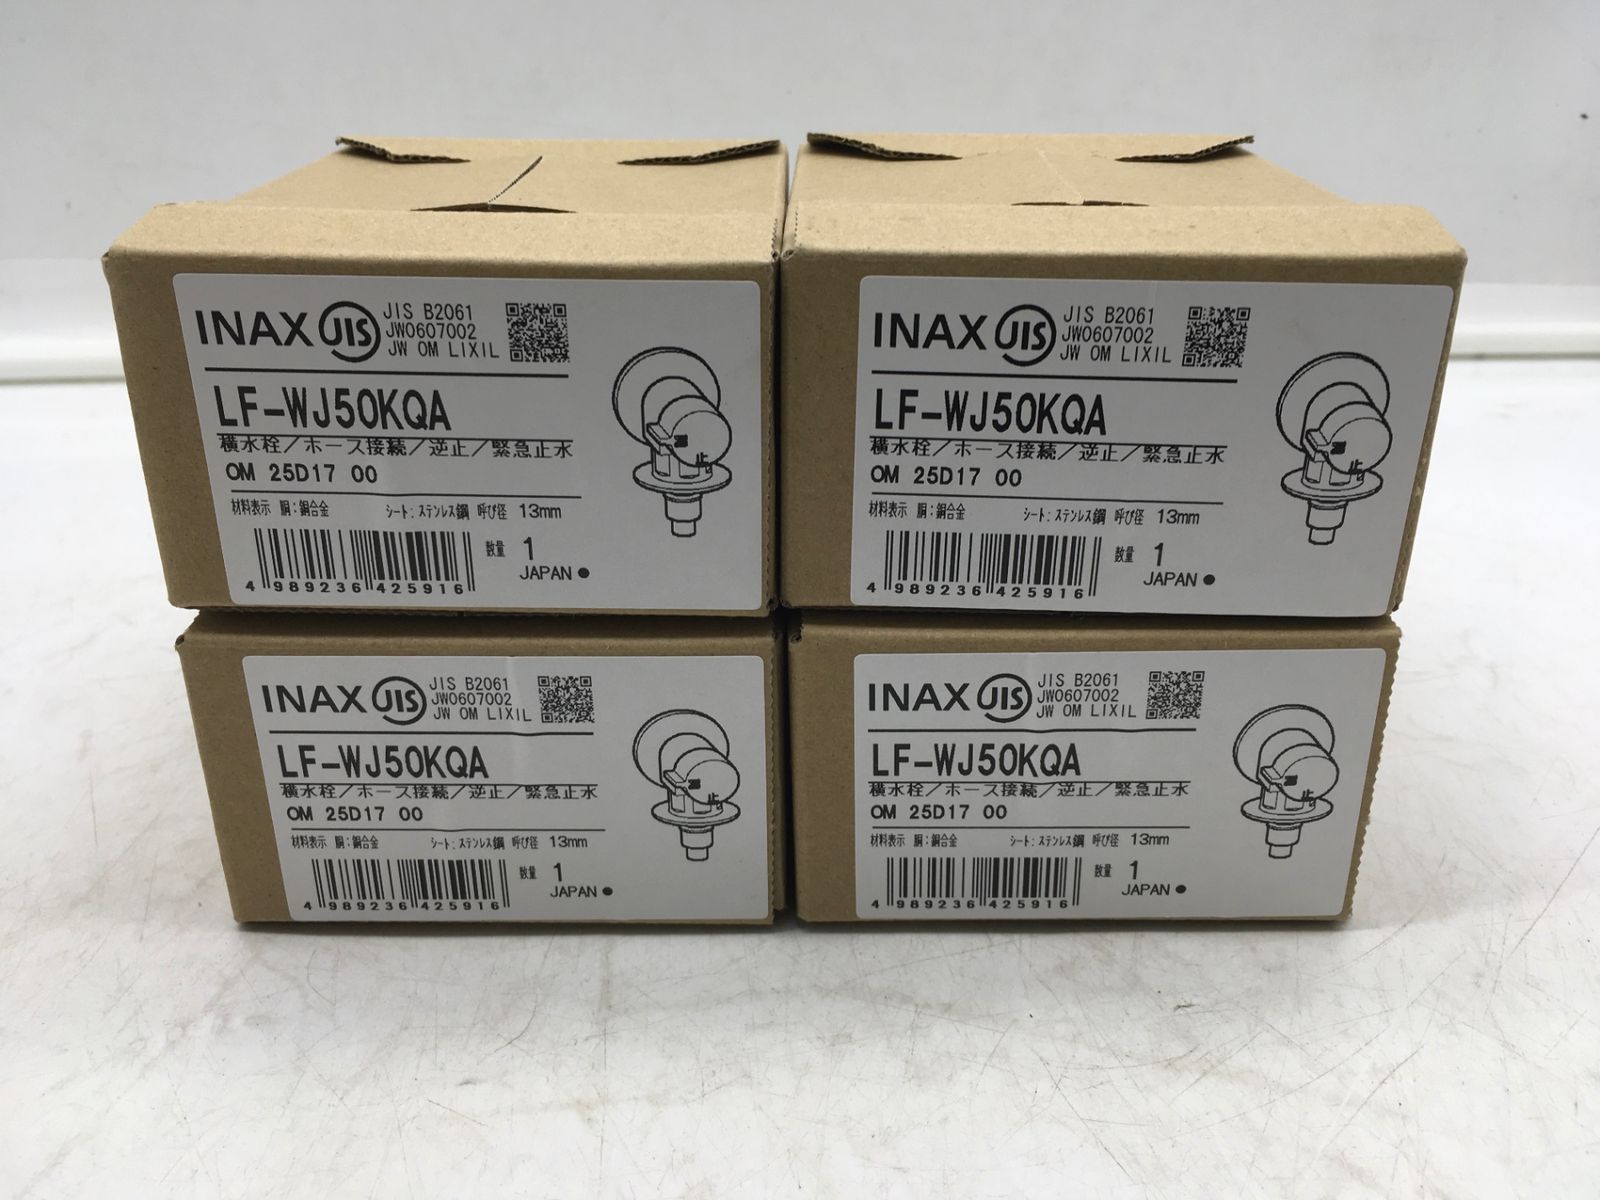 INAX JIS JIS B2061
JW0607002
JW OM LIXIL
LF-WJ50KQA
横水栓/ホース接続/逆止/緊急止水
OM 25D17 00
材料表示 胴:銅合金 シート:ステンレス鋼 呼び径 13mm
数量 1
JAPAN
4 989236 425916
止
INAX JIS JIS B2061
JW0607002
JW OM LIXIL
LF-WJ50KQA
横水栓/ホース接続/逆止/緊急止水
OM 25D17 00
材料表示 胴:銅合金 シート:ステンレス鋼 呼び径 13mm
数量 1
JAPAN
4 989236 425916
止
INAX JIS JIS B2061
JW0607002
JW OM LIXIL
LF-WJ50KQA
横水栓/ホース接続/逆止/緊急止水
OM 25D17 00
材料表示 胴:銅合金 シート:ステンレス鋼 呼び径 13mm
数量 1
JAPAN
4 989236 425916
止
INAX JIS JIS B2061
JW0607002
JW OM LIXIL
LF-WJ50KQA
横水栓/ホース接続/逆止/緊急止水
OM 25D17 00
材料表示 胴:銅合金 シート:ステンレス鋼 呼び径 13mm
数量 1
JAPAN
4 989236 425916
止